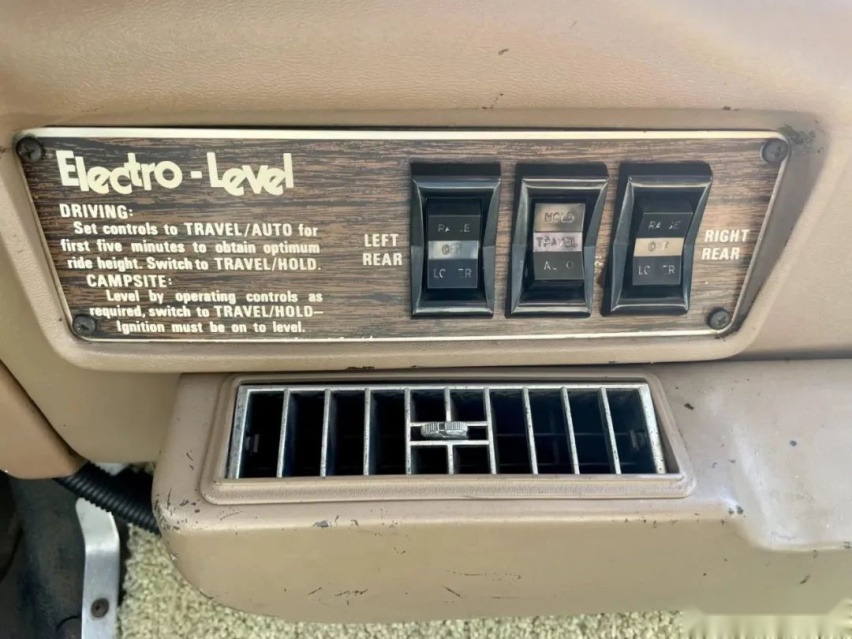 Electro-Level
DRIVING:
Set controls to TRAVEL/AUTO for
first five minutes to obtain optimum
ride height. Switch to TRAVEL/HOLD.
CAMPSITE:
Level by operating controls as
required, switch to TRAVEL/HOLD—
Ignition must be on to level.
LEFT
REAR
RAISE
OFF
LOWER
HOLD
TRAVEL
AUTO
RAISE
OFF
LOWER
RIGHT
REAR